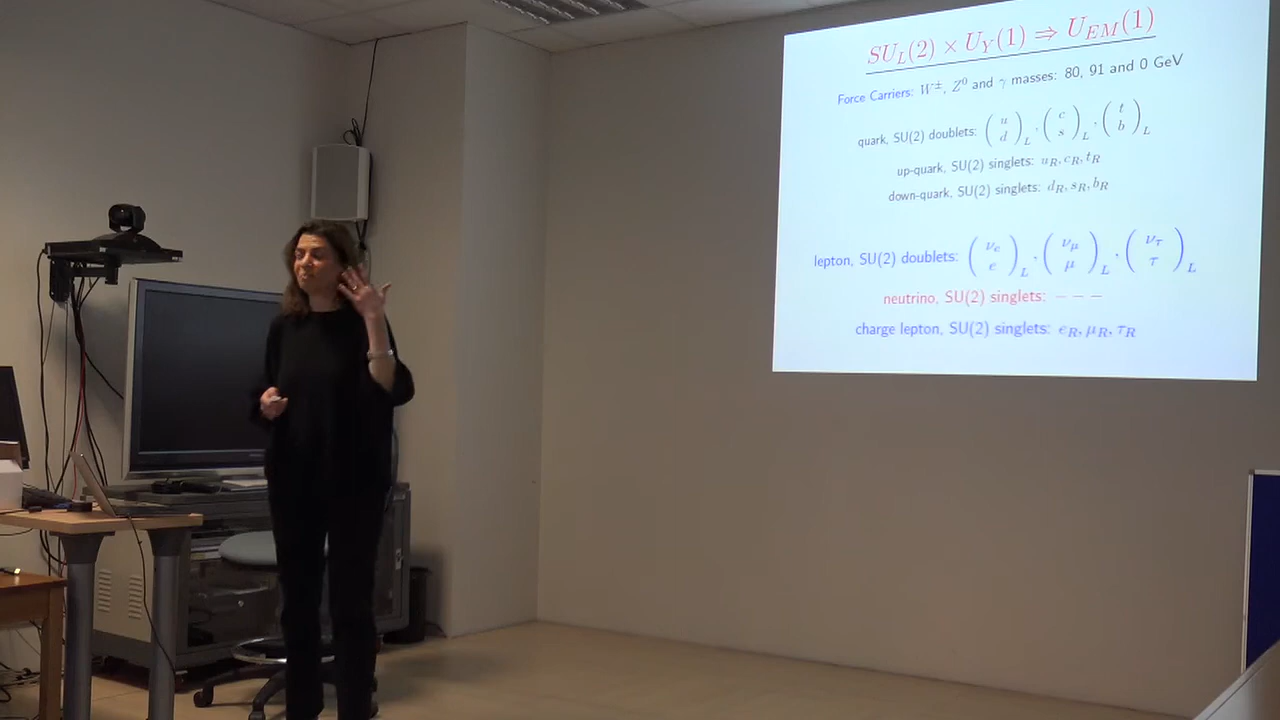 SU_L(2) × U_Y(1) ⇒ U_EM(1)
Force Carriers: W^±, Z^0 and γ masses: 80, 91 and 0 GeV
quark, SU(2) doublets: (u d)_L, (c s)_L, (t b)_L
up-quark, SU(2) singlets: u_R, c_R, t_R
down-quark, SU(2) singlets: d_R, s_R, b_R
lepton, SU(2) doublets: (ν_e e)_L, (ν_μ μ)_L, (ν_τ τ)_L
neutrino, SU(2) singlets: − − −
charge lepton, SU(2) singlets: e_R, μ_R, τ_R